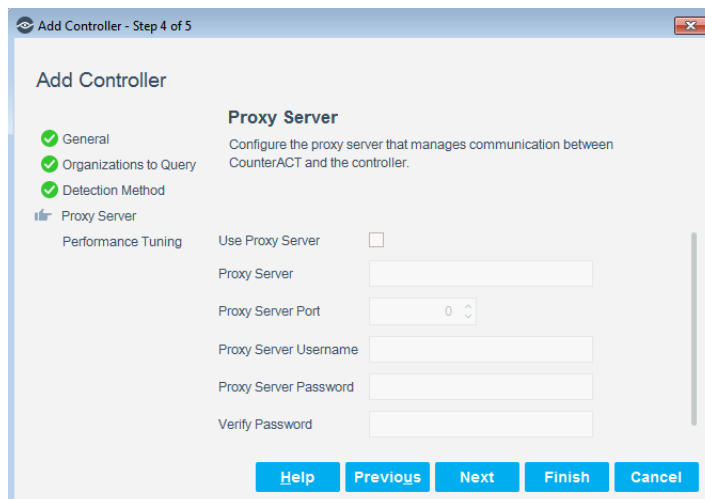 Add Controller - Step 4 of 5
Add Controller
General
Organizations to Query
Detection Method
Proxy Server
Performance Tuning
Proxy Server
Configure the proxy server that manages communication between
CounterACT and the controller.
Use Proxy Server
Proxy Server
Proxy Server Port
0
Proxy Server Username
Proxy Server Password
Verify Password
Help
Previous
Next
Finish
Cancel